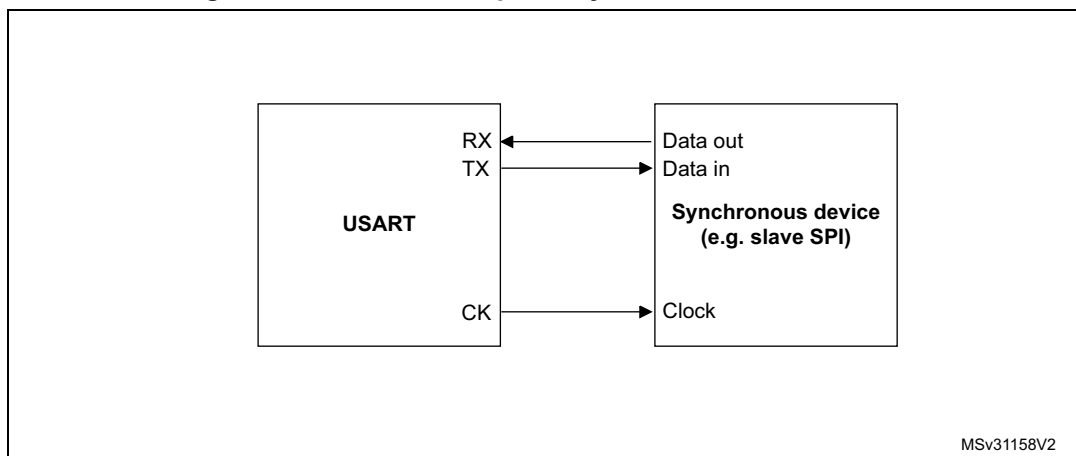 RX
Data out
TX
Data in
USART
Synchronous device
(e.g. slave SPI)
CK
Clock
MSv31158V2